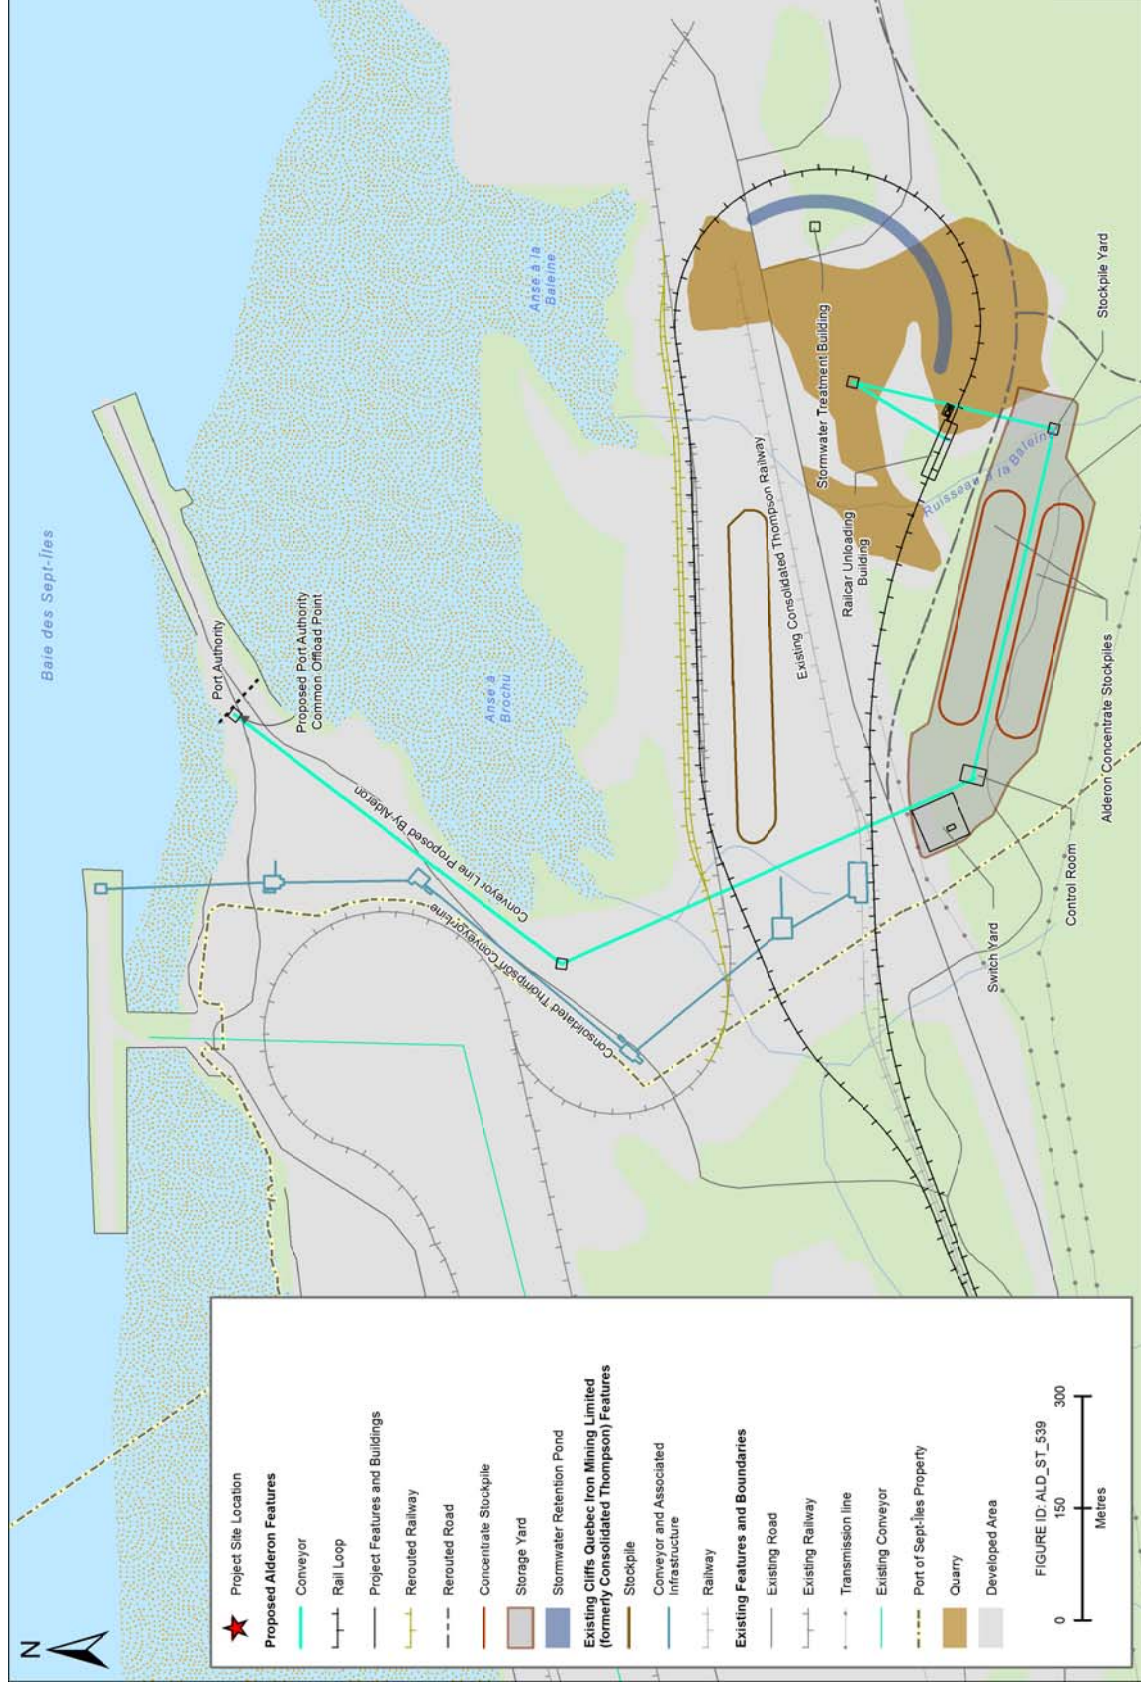 N
Baie des Sept-Îles
Port Authority
Proposed Port Authority
Common Offload Point
Anse à
Brochu
Anse à la
Baleine
Conveyor Line Proposed By Alderon
Consolidated Thompson Conveyor Line
Existing Consolidated Thompson Railway
Stormwater Treatment Building
Railcar Unloading
Building
Ruisseau à la Baleine
Stockpile Yard
Alderon Concentrate Stockpiles
Control Room
Switch Yard
Project Site Location
Proposed Alderon Features
Conveyor
Rail Loop
Project Features and Buildings
Rerouted Railway
Rerouted Road
Concentrate Stockpile
Storage Yard
Stormwater Retention Pond
Existing Cliffs Quebec Iron Mining Limited
(formerly Consolidated Thompson) Features
Stockpile
Conveyor and Associated
Infrastructure
Railway
Existing Features and Boundaries
Existing Road
Existing Railway
Transmission line
Existing Conveyor
Port of Sept-Îles Property
Quarry
Developed Area
FIGURE ID: ALD_ST_539
0 150 300
Metres